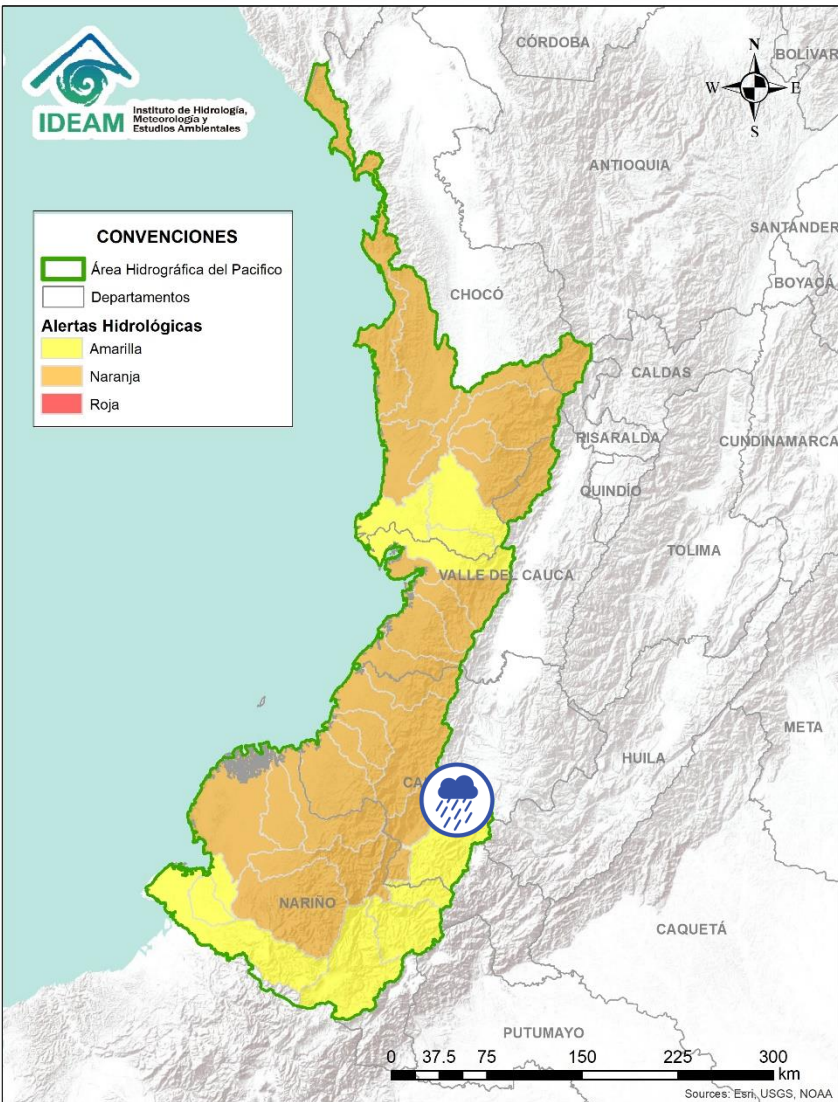 IDEAM
Instituto de Hidrología,
Meteorología y
Estudios Ambientales
CÓRDOBA
BOLÍVAR
N
W
E
S
ANTIOQUIA
SANTANDER
CONVENCIONES
Área Hidrográfica del Pacifico
Departamentos
Alertas Hidrológicas
Amarilla
Naranja
Roja
BOYACÁ
CHOCÓ
CALDAS
RISARALDA
CUNDINAMARCA
QUINDÍO
TOLIMA
VALLE DEL CAUCA
META
HUILA
CA
NARIÑO
CAQUETÁ
PUTUMAYO
0 37.5 75 150 225 300
km
Sources: Esri, USGS, NOAA